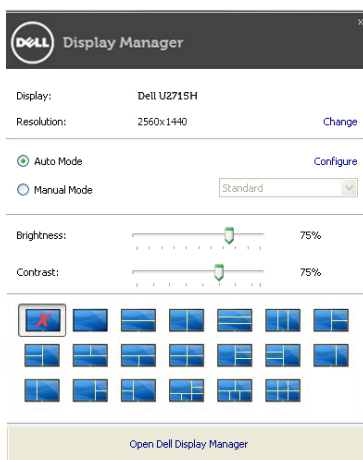 x
DELL Display Manager
Display: Dell U2715H
Resolution: 2560x1440 Change
Auto Mode Configure
Manual Mode Standard
Brightness: 75%
Contrast: 75%
Open Dell Display Manager